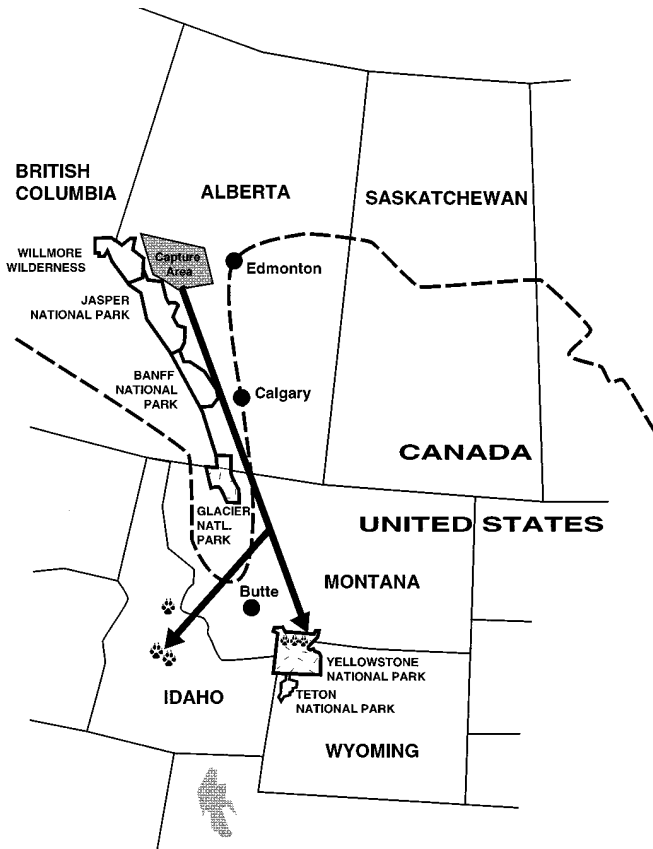 BRITISH
COLUMBIA
ALBERTA
SASKATCHEWAN
WILLMORE
WILDERNESS
Capture
Area
Edmonton
JASPER
NATIONAL PARK
BANFF
NATIONAL
PARK
Calgary
CANADA
GLACIER
NATL.
PARK
UNITED STATES
MONTANA
Butte
YELLOWSTONE
NATIONAL PARK
IDAHO
TETON
NATIONAL PARK
WYOMING